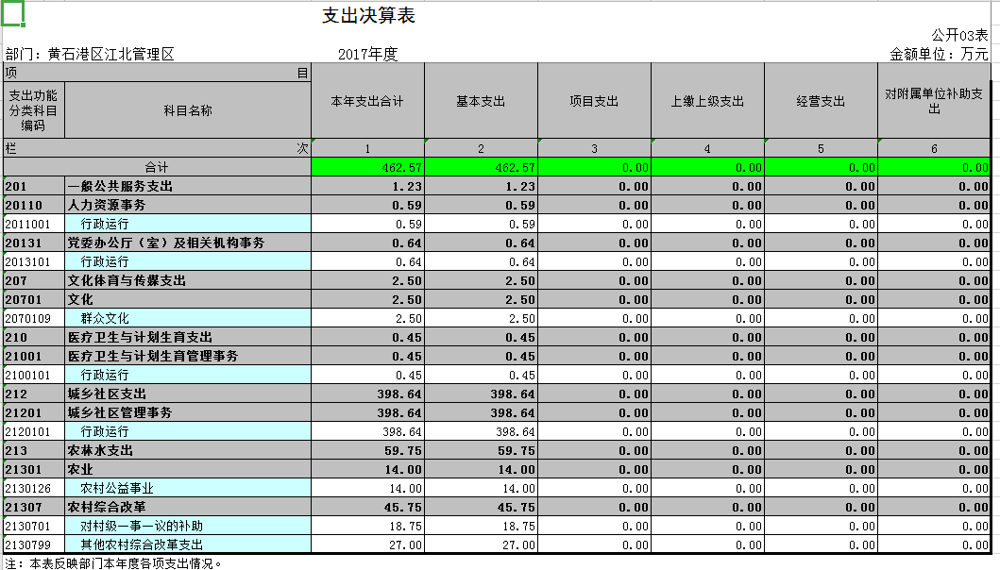 支出决算表
公开03表
部门：黄石港区江北管理区 2017年度 金额单位：万元
项 目 本年支出合计 基本支出 项目支出 上缴上级支出 经营支出 对附属单位补助支出
支出功能分类科目编码 科目名称
栏 次 1 2 3 4 5 6
合计 462.57 462.57 0.00 0.00 0.00 0.00
201 一般公共服务支出 1.23 1.23 0.00 0.00 0.00 0.00
20110 人力资源事务 0.59 0.59 0.00 0.00 0.00 0.00
2011001 行政运行 0.59 0.59 0.00 0.00 0.00 0.00
20131 党委办公厅（室）及相关机构事务 0.64 0.64 0.00 0.00 0.00 0.00
2013101 行政运行 0.64 0.64 0.00 0.00 0.00 0.00
207 文化体育与传媒支出 2.50 2.50 0.00 0.00 0.00 0.00
20701 文化 2.50 2.50 0.00 0.00 0.00 0.00
2070109 群众文化 2.50 2.50 0.00 0.00 0.00 0.00
210 医疗卫生与计划生育支出 0.45 0.45 0.00 0.00 0.00 0.00
21001 医疗卫生与计划生育管理事务 0.45 0.45 0.00 0.00 0.00 0.00
2100101 行政运行 0.45 0.45 0.00 0.00 0.00 0.00
212 城乡社区支出 398.64 398.64 0.00 0.00 0.00 0.00
21201 城乡社区管理事务 398.64 398.64 0.00 0.00 0.00 0.00
2120101 行政运行 398.64 398.64 0.00 0.00 0.00 0.00
213 农林水支出 59.75 59.75 0.00 0.00 0.00 0.00
21301 农业 14.00 14.00 0.00 0.00 0.00 0.00
2130126 农村公益事业 14.00 14.00 0.00 0.00 0.00 0.00
21307 农村综合改革 45.75 45.75 0.00 0.00 0.00 0.00
2130701 对村级一事一议的补助 18.75 18.75 0.00 0.00 0.00 0.00
2130799 其他农村综合改革支出 27.00 27.00 0.00 0.00 0.00 0.00
注：本表反映部门本年度各项支出情况。